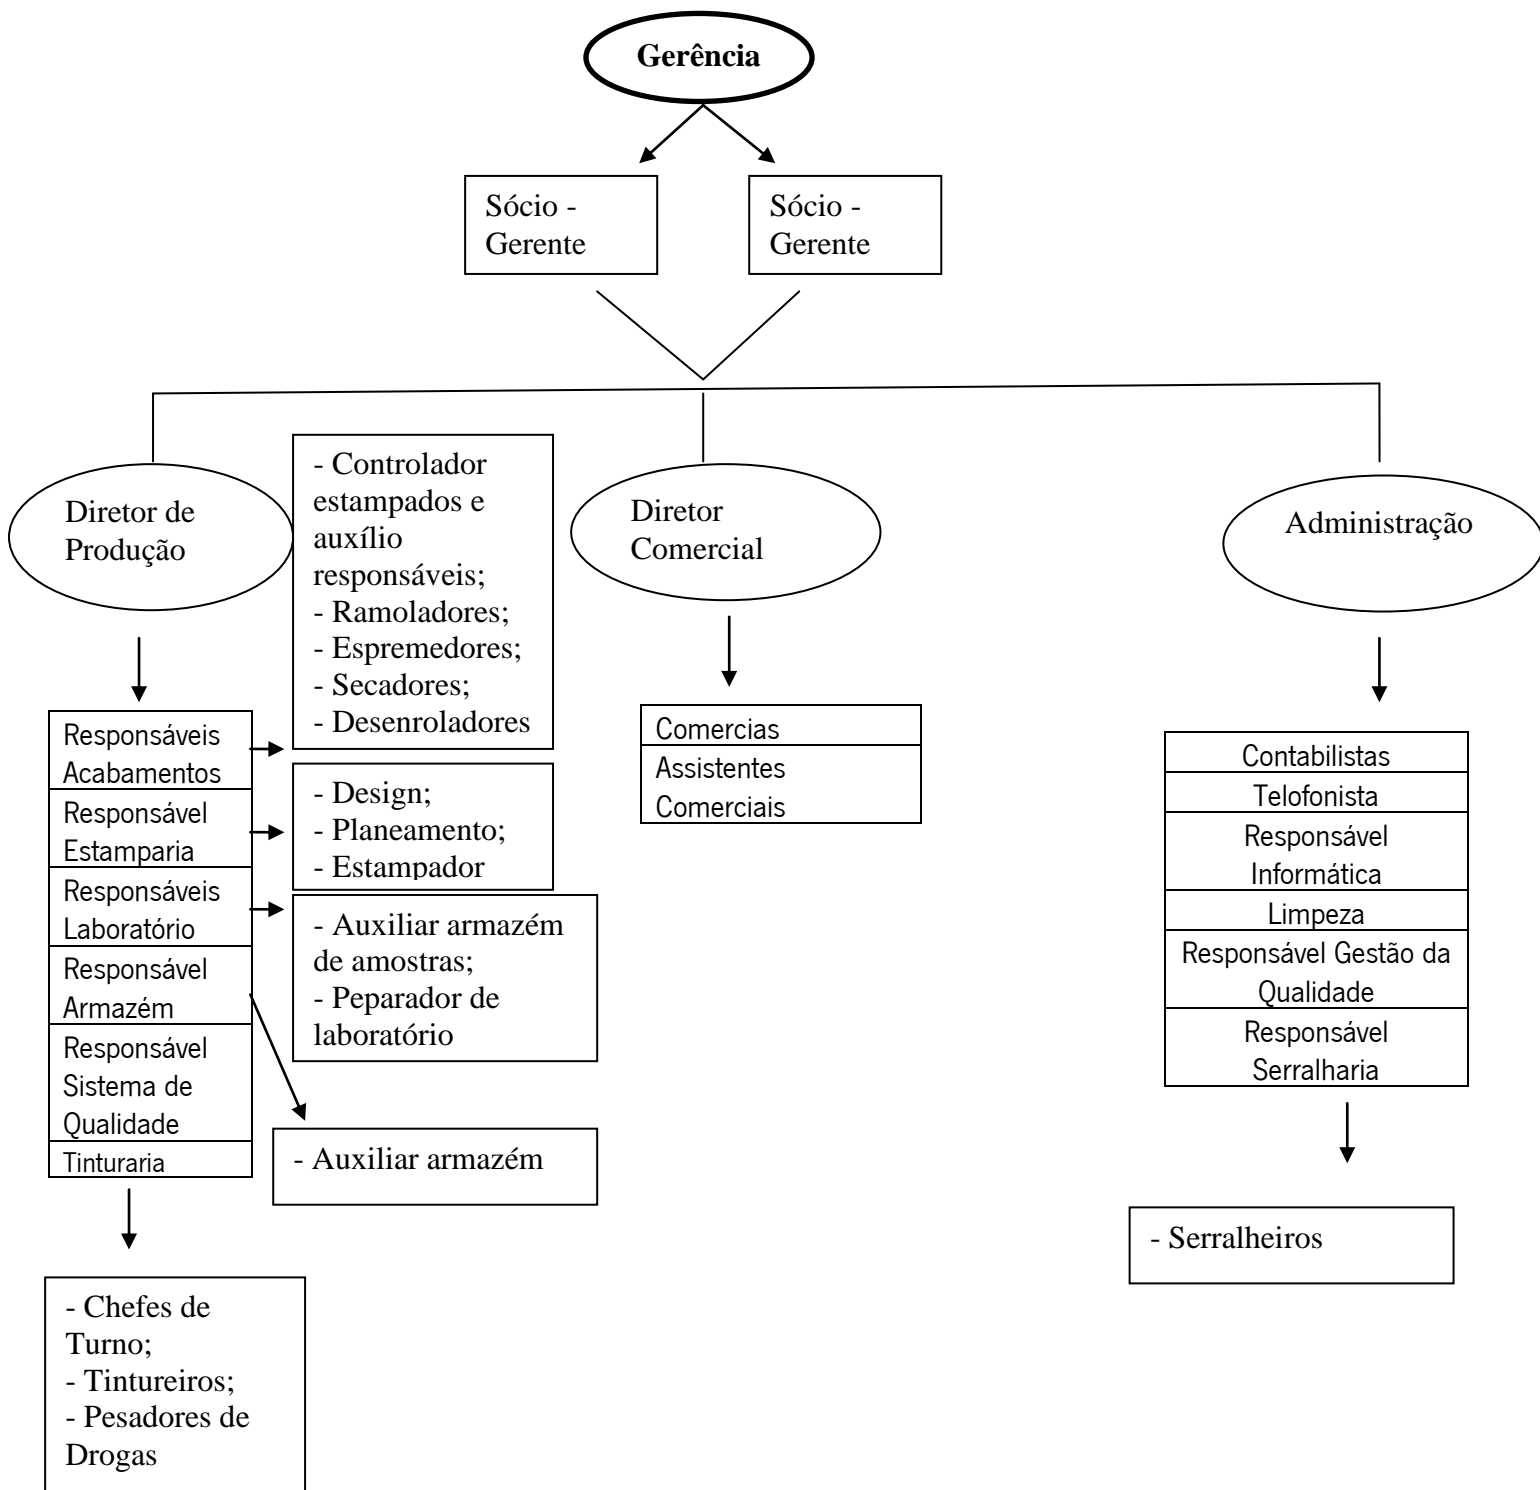 Gerência
Sócio -
Gerente
Sócio -
Gerente
Diretor de
Produção
- Controlador
estampados e
auxílio
responsáveis;
- Ramoladores;
- Espremedores;
- Secadores;
- Desenroladores
Diretor
Comercial
Administração
Responsáveis
Acabamentos
Responsável
Estamparia
Responsáveis
Laboratório
Responsável
Armazém
Responsável
Sistema de
Qualidade
Tinturaria
- Design;
- Planeamento;
- Estampador
- Auxiliar armazém
de amostras;
- Peparador de
laboratório
- Auxiliar armazém
- Chefes de
Turno;
- Tintureiros;
- Pesadores de
Drogas
Comercias
Assistentes
Comerciais
Contabilistas
Telofonista
Responsável
Informática
Limpeza
Responsável Gestão da
Qualidade
Responsável
Serralharia
- Serralheiros